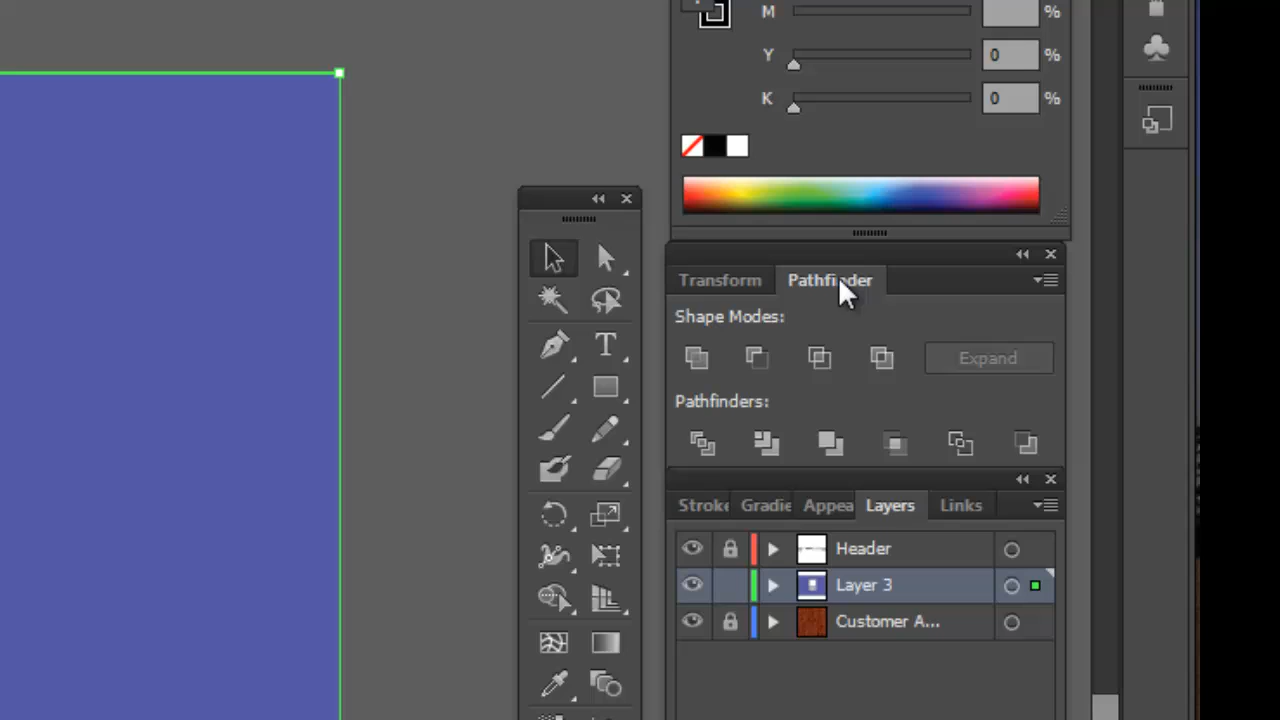 M %
Y 0 %
K 0 %
Transform Pathfinder
Shape Modes:
Expand
Pathfinders:
Stroke Gradie Appea Layers Links
Header
Layer 3
Customer A...